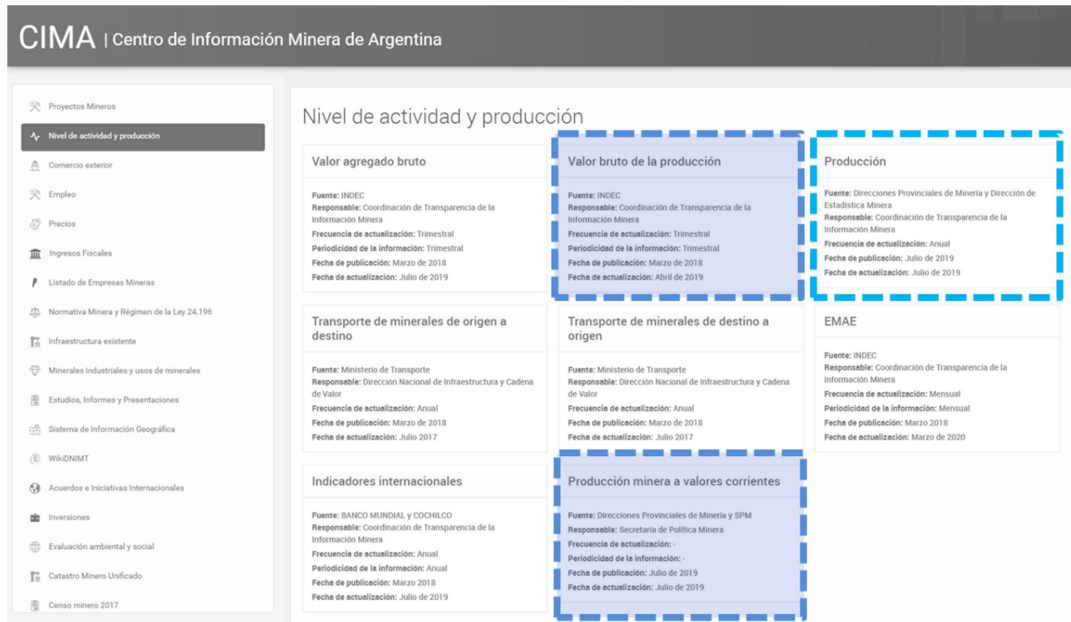 CIMA | Centro de Información Minera de Argentina
Proyectos Mineros
Nivel de actividad y producción
Comercio exterior
Empleo
Precios
Ingresos Fiscales
Listado de Empresas Mineras
Normativa Minera y Régimen de la Ley 24.196
Infraestructura existente
Minerales industriales y usos de minerales
Estudios, Informes y Presentaciones
Sistema de Información Geográfica
WikiDNIMT
Acuerdos e Iniciativas Internacionales
Inversiones
Evaluación ambiental y social
Catastro Minero Unificado
Censo minero 2017
Nivel de actividad y producción
Valor agregado bruto
Fuente: INDEC
Responsable: Coordinación de Transparencia de la
Información Minera
Frecuencia de actualización: Trimestral
Periodicidad de la información: Trimestral
Fecha de publicación: Marzo de 2018
Fecha de actualización: Julio de 2019
Valor bruto de la producción
Fuente: INDEC
Responsable: Coordinación de Transparencia de la
Información Minera
Frecuencia de actualización: Trimestral
Periodicidad de la información: Trimestral
Fecha de publicación: Marzo de 2018
Fecha de actualización: Abril de 2019
Producción
Fuente: Direcciones Provinciales de Minería y Dirección de
Estadística Minera
Responsable: Coordinación de Transparencia de la
Información Minera
Frecuencia de actualización: Anual
Fecha de publicación: Julio de 2019
Fecha de actualización: Julio de 2019
Transporte de minerales de origen a
destino
Fuente: Ministerio de Transporte
Responsable: Dirección Nacional de Infraestructura y Cadena
de Valor
Frecuencia de actualización: Anual
Fecha de publicación: Marzo de 2018
Fecha de actualización: Julio 2017
Transporte de minerales de destino a
origen
Fuente: Ministerio de Transporte
Responsable: Dirección Nacional de Infraestructura y Cadena
de Valor
Frecuencia de actualización: Anual
Fecha de publicación: Marzo de 2018
Fecha de actualización: Julio 2017
EMAE
Fuente: INDEC
Responsable: Coordinación de Transparencia de la
Información Minera
Frecuencia de actualización: Mensual
Periodicidad de la información: Mensual
Fecha de publicación: Marzo 2018
Fecha de actualización: Marzo de 2020
Indicadores internacionales
Fuente: BANCO MUNDIAL y COCHILCO
Responsable: Coordinación de Transparencia de la
Información Minera
Frecuencia de actualización: Anual
Periodicidad de la información: Anual
Fecha de publicación: Marzo 2018
Fecha de actualización: Julio de 2019
Producción minera a valores corrientes
Fuente: Direcciones Provinciales de Minería y SPM
Responsable: Secretaría de Política Minera
Frecuencia de actualización: -
Periodicidad de la información: -
Fecha de publicación: Julio de 2019
Fecha de actualización: Julio de 2019